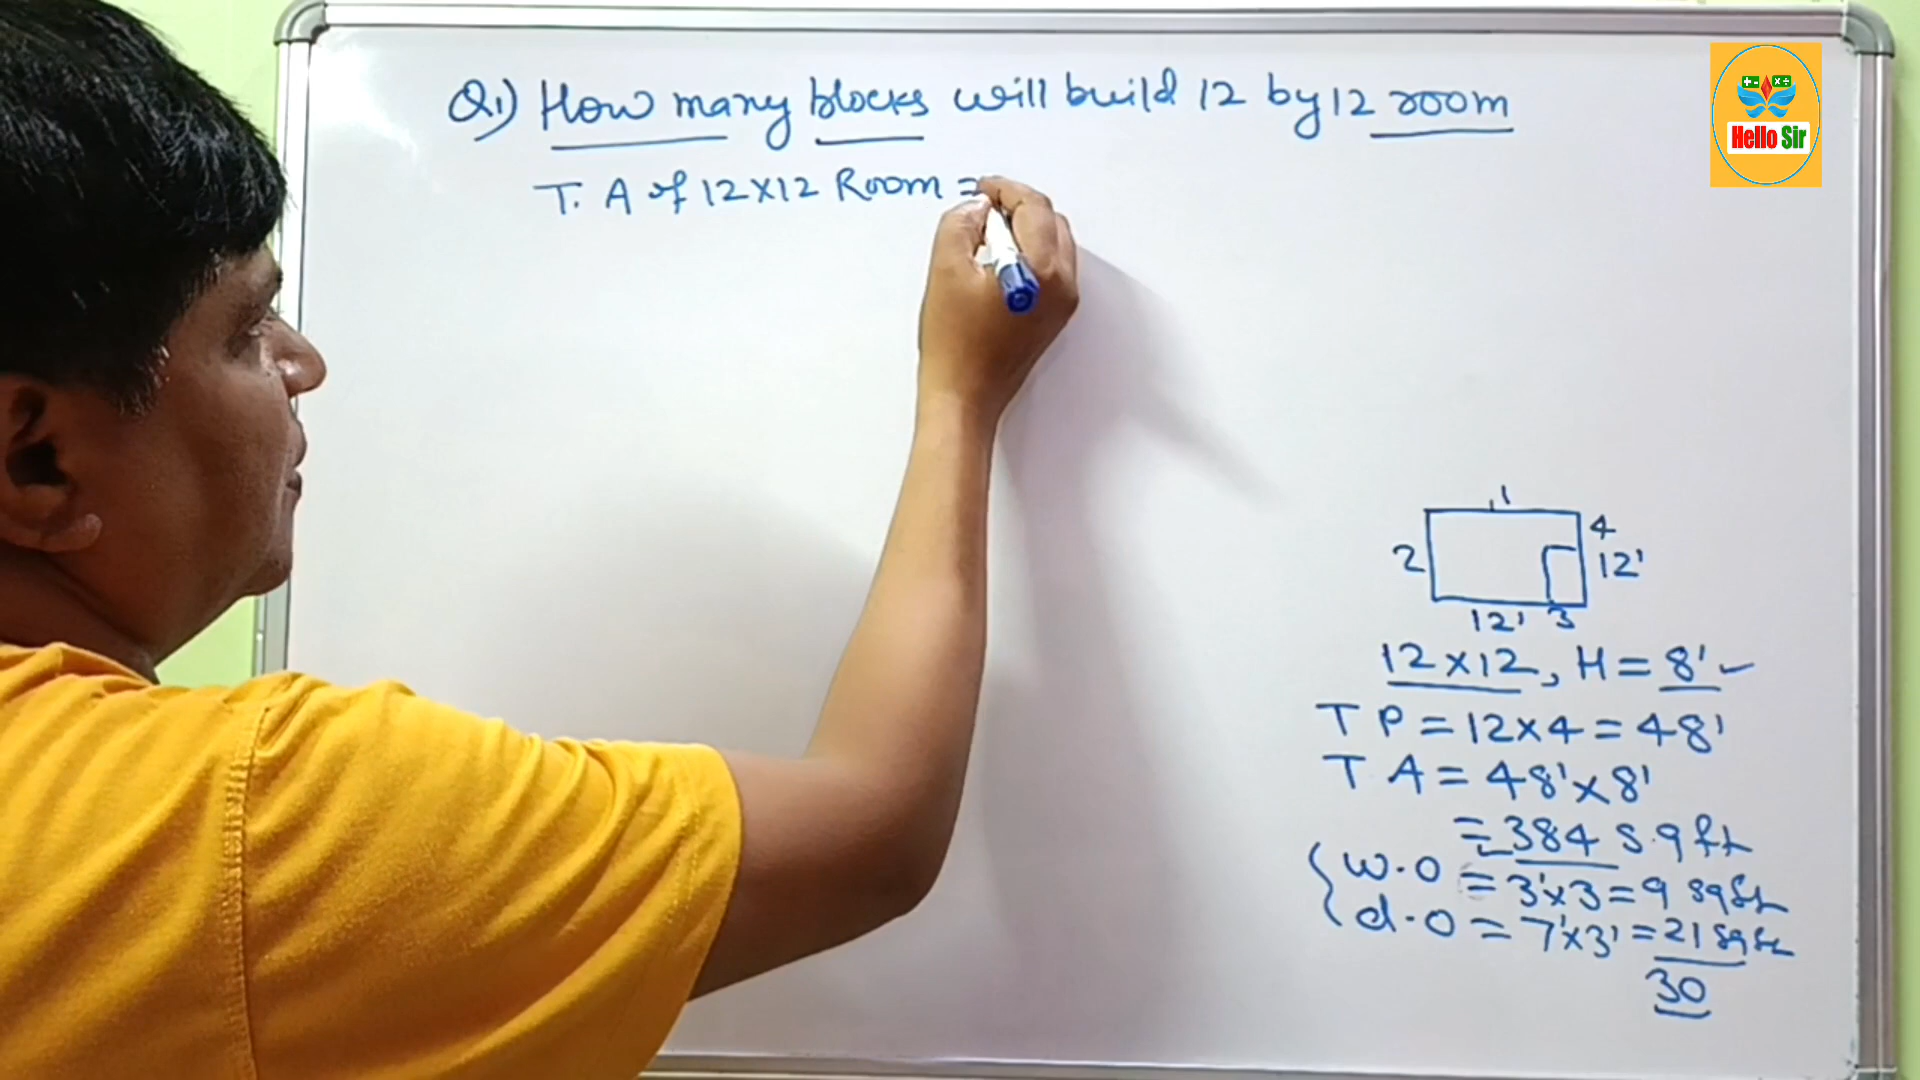 Q1) How many blocks will build 12 by 12 room
T. A of 12x12 Room =
Hello Sir
1
4
2
12'
12' 3
12x12, H = 8'
T P = 12x4 = 48'
T A = 48'x8'
= 384 S.qft
w.o = 3'x3 = 9 sqft
d.o = 7'x3' = 21 sqft
30